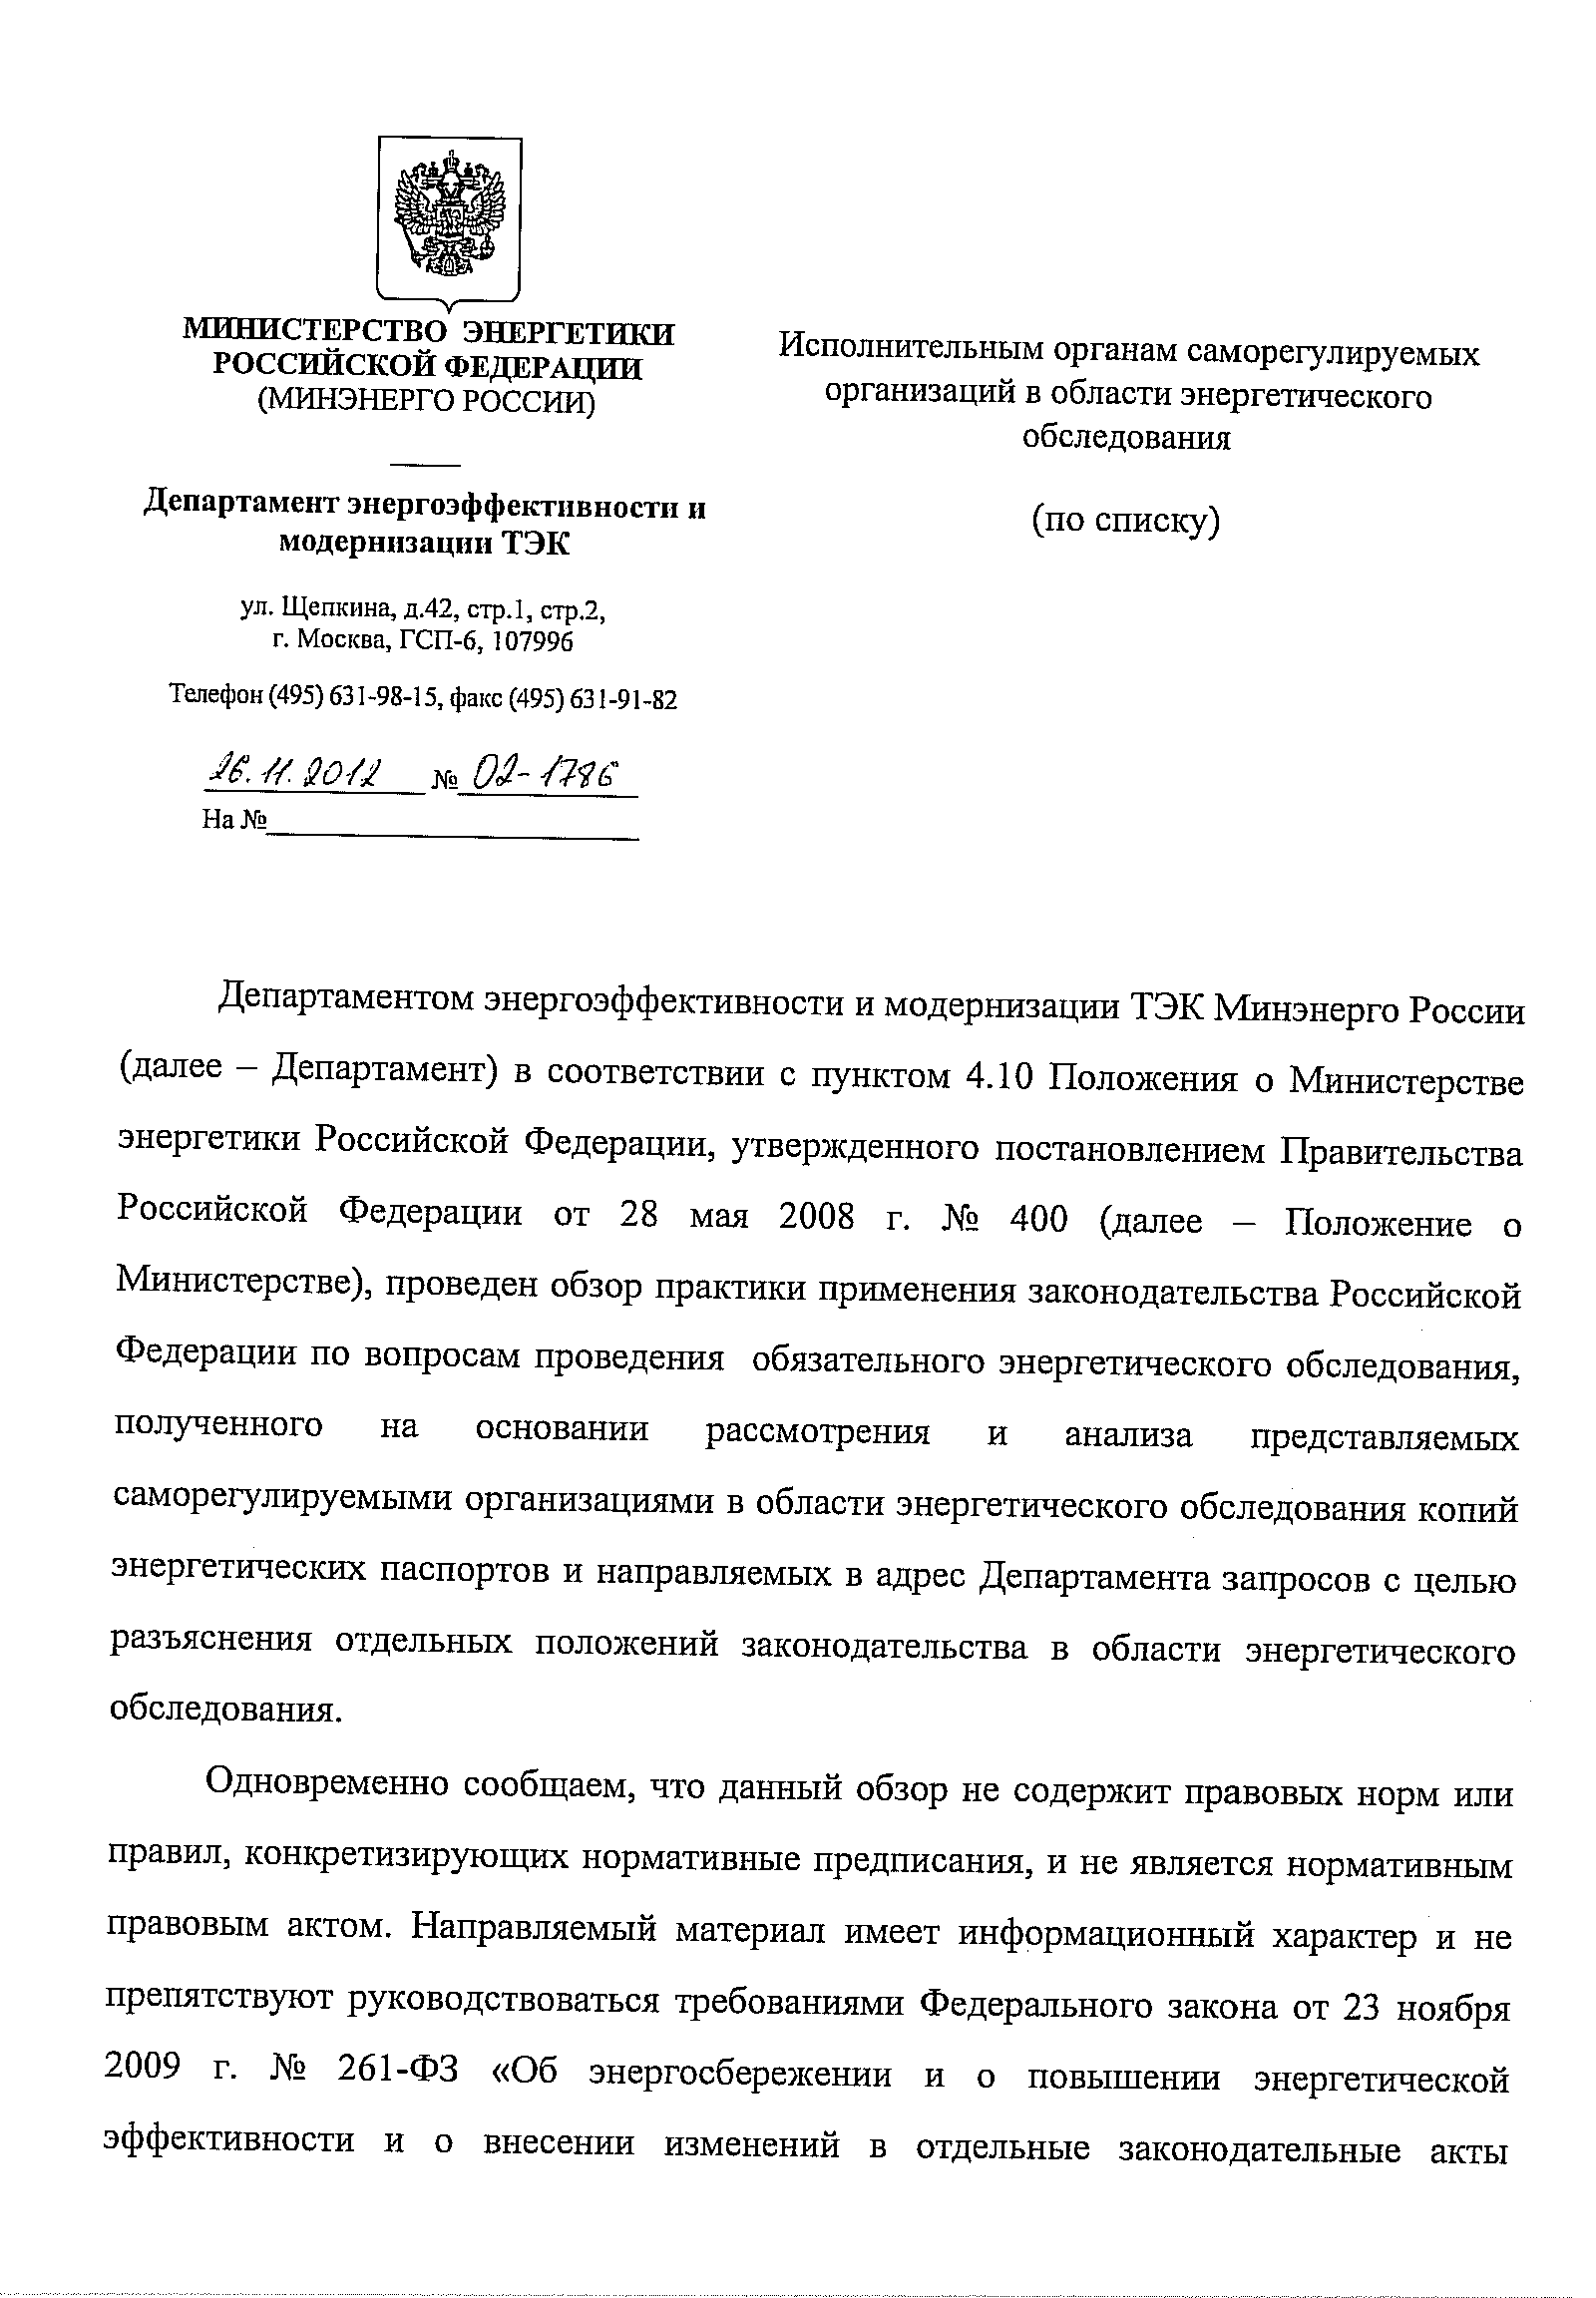 МИНИСТЕРСТВО ЭНЕРГЕТИКИ
РОССИЙСКОЙ ФЕДЕРАЦИИ
(МИНЭНЕРГО РОССИИ)
Департамент энергоэффективности и
модернизации ТЭК
ул. Щепкина, д.42, стр.1, стр.2,
г. Москва, ГСП-6, 107996
Телефон (495) 631-98-15, факс (495) 631-91-82
26.11.2012 № 02-1786
На №
Исполнительным органам саморегулируемых
организаций в области энергетического
обследования
(по списку)
Департаментом энергоэффективности и модернизации ТЭК Минэнерго России
(далее – Департамент) в соответствии с пунктом 4.10 Положения о Министерстве
энергетики Российской Федерации, утвержденного постановлением Правительства
Российской Федерации от 28 мая 2008 г. № 400 (далее – Положение о
Министерстве), проведен обзор практики применения законодательства Российской
Федерации по вопросам проведения обязательного энергетического обследования,
полученного на основании рассмотрения и анализа представляемых
саморегулируемыми организациями в области энергетического обследования копий
энергетических паспортов и направляемых в адрес Департамента запросов с целью
разъяснения отдельных положений законодательства в области энергетического
обследования.
Одновременно сообщаем, что данный обзор не содержит правовых норм или
правил, конкретизирующих нормативные предписания, и не является нормативным
правовым актом. Направляемый материал имеет информационный характер и не
препятствуют руководствоваться требованиями Федерального закона от 23 ноября
2009 г. № 261-ФЗ «Об энергосбережении и о повышении энергетической
эффективности и о внесении изменений в отдельные законодательные акты